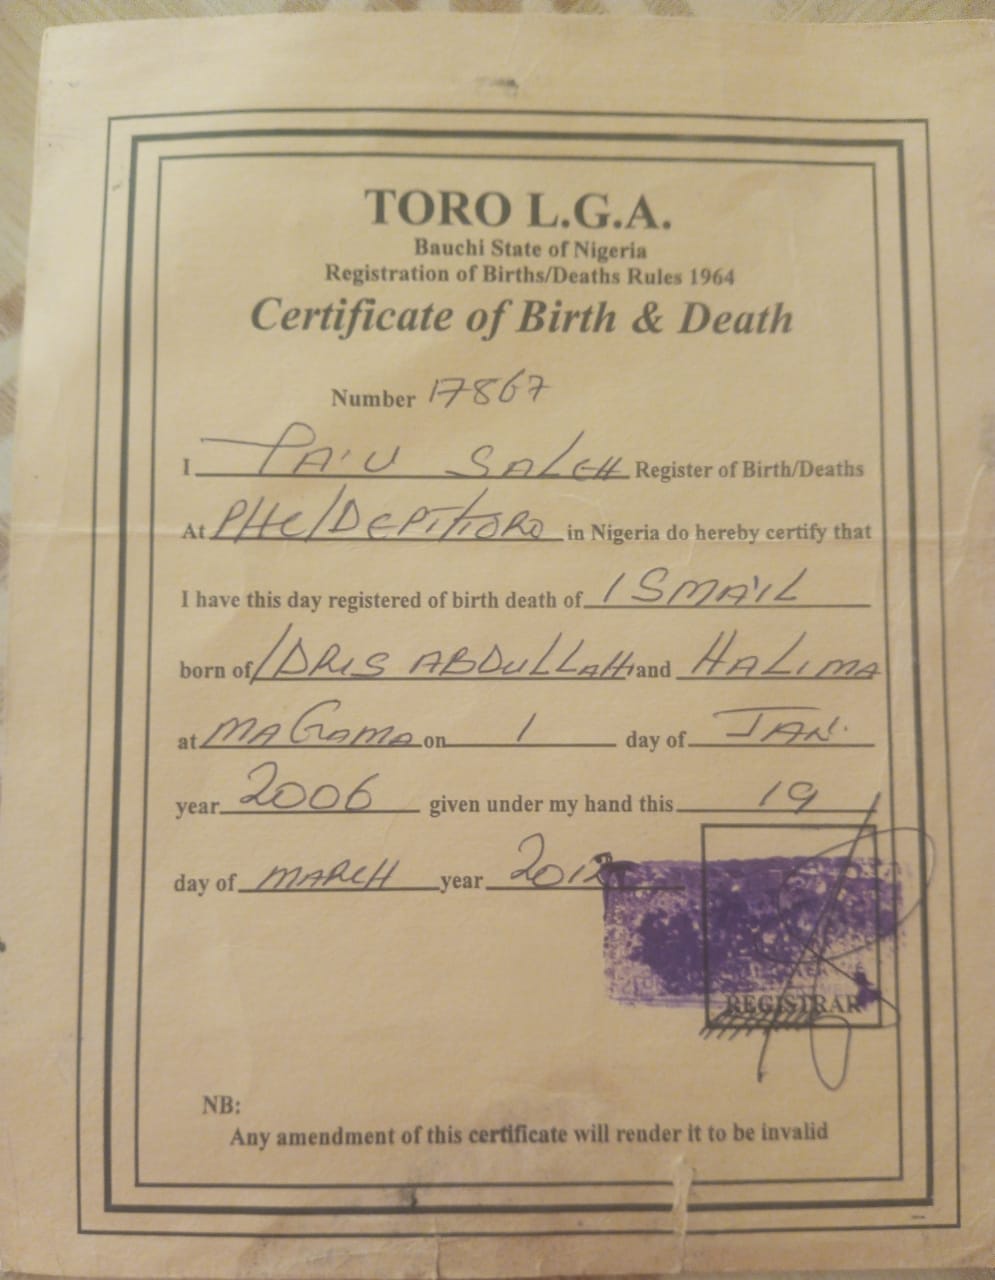 TORO L.G.A.
Bauchi State of Nigeria
Registration of Births/Deaths Rules 1964
Certificate of Birth & Death
Number 17867
I SALEH Register of Birth/Deaths
At PHC/DEPT/TORO in Nigeria do hereby certify that
I have this day registered of birth death of ISMA'IL
born of IDRIS ABDULLAHI and HALIMA
at MAGAMA on 1 day of JAN.
year 2006 given under my hand this 19
day of MARCH year
REGISTRAR
NB:
Any amendment of this certificate will render it to be invalid